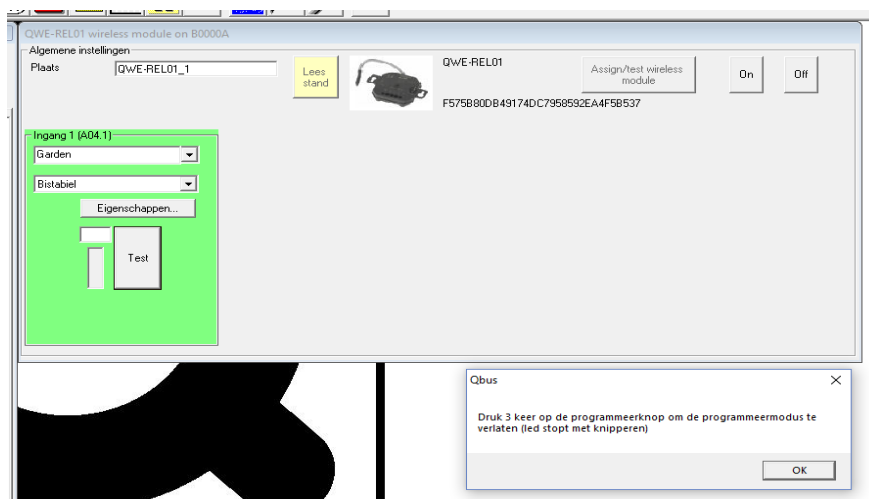 QWE-REL01 wireless module on B0000A
Algemene instellingen
Plaats
QWE-REL01_1
Lees
stand
QWE-REL01
F575B80DB49174DC7958592EA4F5B537
Assign/test wireless
module
On
Off
Ingang 1 (A04.1)
Garden
Bistabiel
Eigenschappen...
Test
Qbus
Druk 3 keer op de programmeerknop om de programmeermodus te
verlaten (led stopt met knipperen)
OK